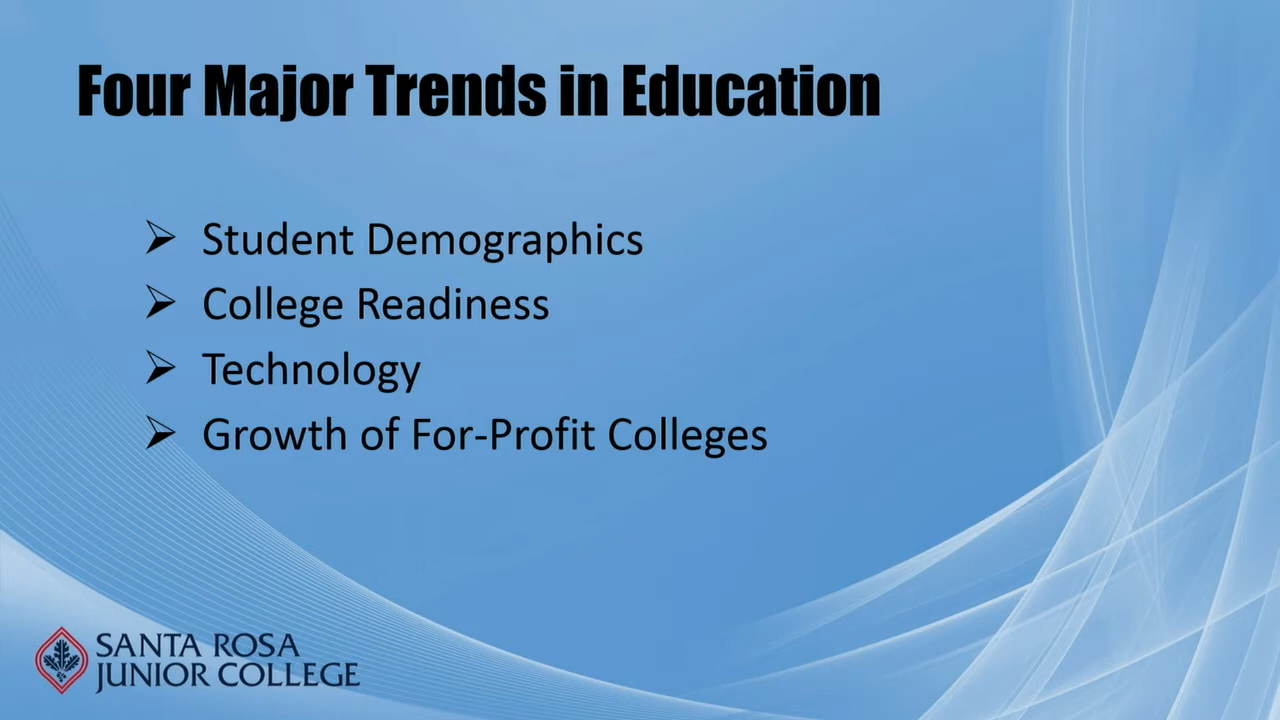 Four Major Trends in Education
➢ Student Demographics
➢ College Readiness
➢ Technology
➢ Growth of For-Profit Colleges
SANTA ROSA
JUNIOR COLLEGE